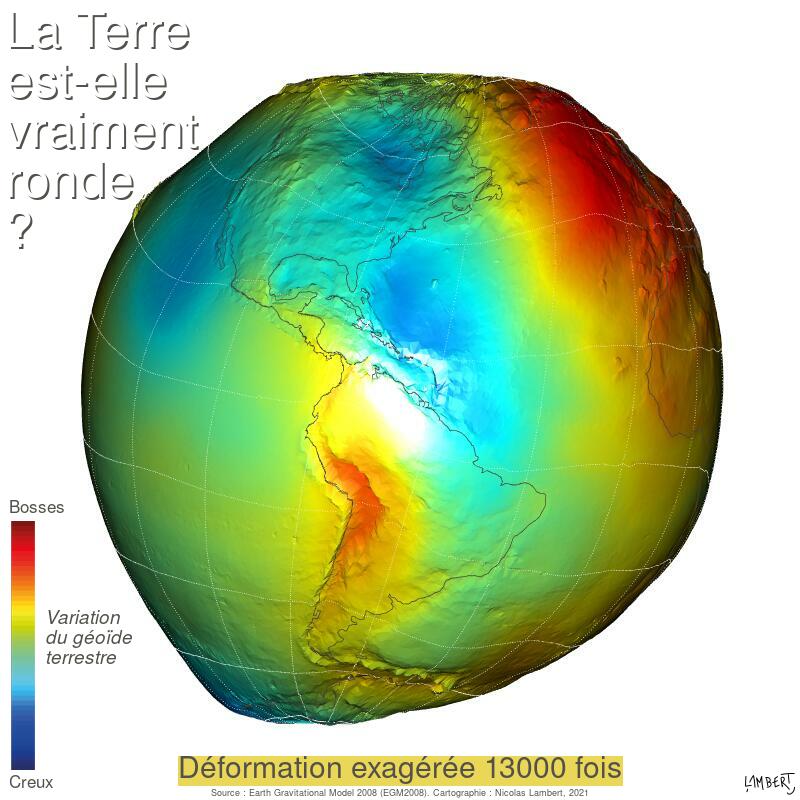 La Terre
est-elle
vraiment
ronde
?
Bosses
Variation
du géoïde
terrestre
Creux
Déformation exagérée 13000 fois
Source : Earth Gravitational Model 2008 (EGM2008). Cartographie : Nicolas Lambert, 2021
LAMBERT